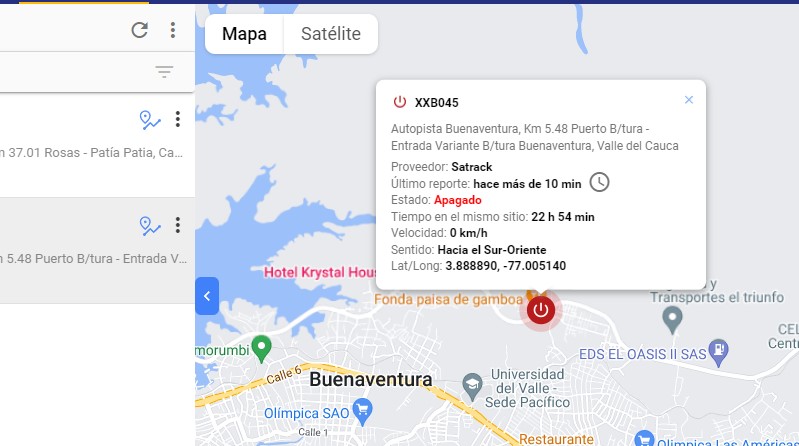 Mapa
Satélite
m 37.01 Rosas - Patía Patia, Ca...
n 5.48 Puerto B/tura - Entrada V...
XXB045
Autopista Buenaventura, Km 5.48 Puerto B/tura -
Entrada Variante B/tura Buenaventura, Valle del Cauca
Proveedor: Satrack
Último reporte: hace más de 10 min
Estado: Apagado
Tiempo en el mismo sitio: 22 h 54 min
Velocidad: 0 km/h
Sentido: Hacia el Sur-Oriente
Lat/Long: 3.888890, -77.005140
Hotel Krystal Hous
Fonda paisa de gamboa
y
Transportes el triunfo
CEL
Centr
morumbi
EDS EL OASIS II SAS
Calle 6
Buenaventura
Universidad
del Valle -
Sede Pacífico
Olímpica SAO
Calle 1
Restaurante
Olímpica Las Américas